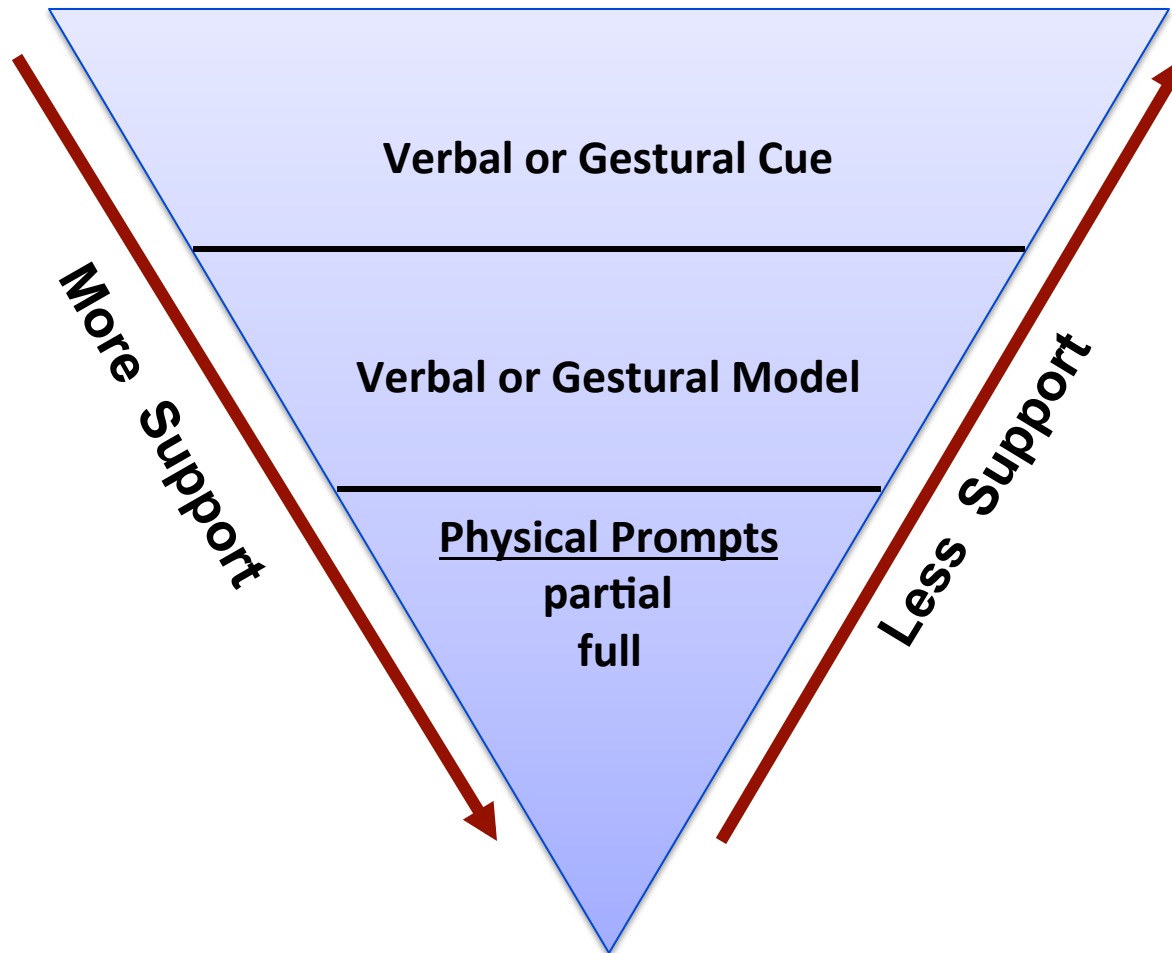 Verbal or Gestural Cue
More Support
Verbal or Gestural Model
Less Support
Physical Prompts
partial
full